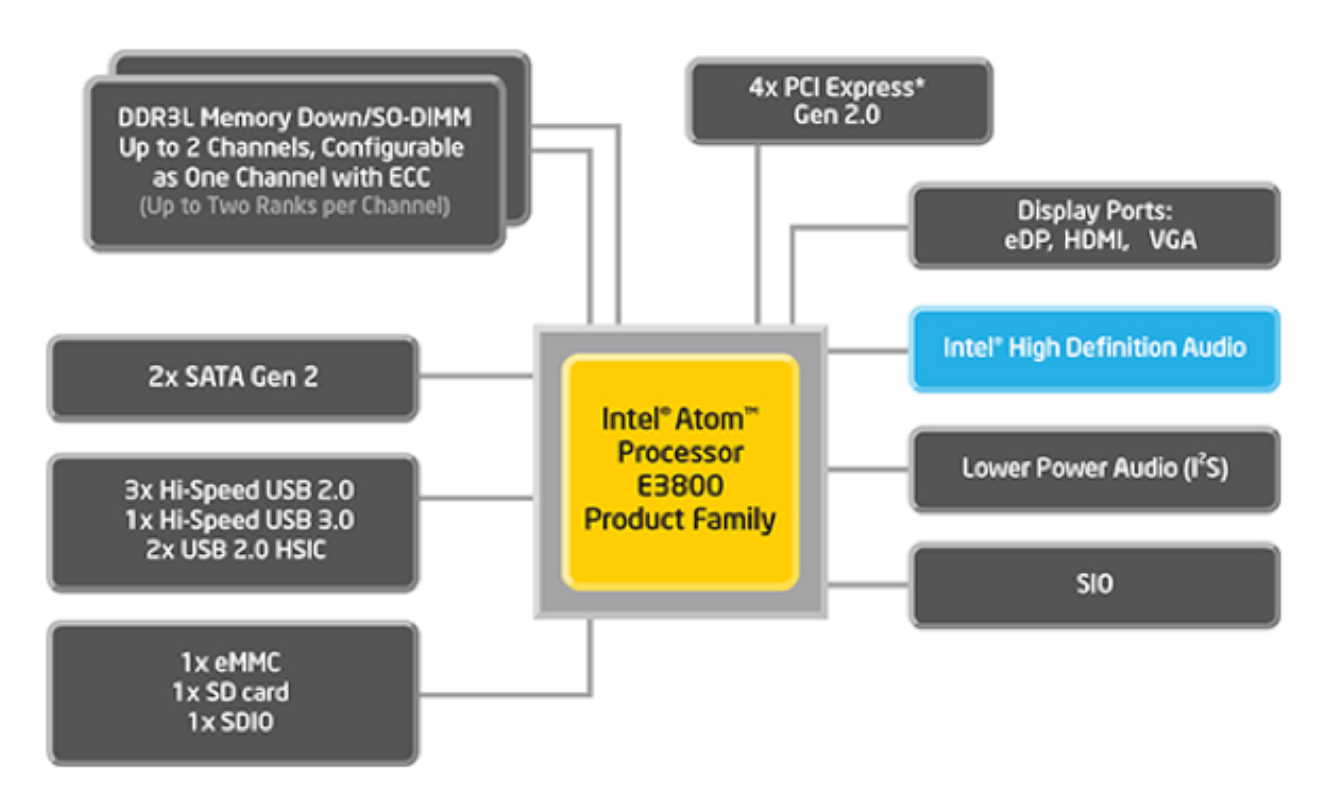 DDR3L Memory Down/SO-DIMM
Up to 2 Channels, Configurable
as One Channel with ECC
(Up to Two Ranks per Channel)
4x PCI Express*
Gen 2.0
Display Ports:
eDP, HDMI, VGA
2x SATA Gen 2
Intel® High Definition Audio
Intel® Atom™
Processor
E3800
Product Family
3x Hi-Speed USB 2.0
1x Hi-Speed USB 3.0
2x USB 2.0 HSIC
Lower Power Audio (I²S)
SIO
1x eMMC
1x SD card
1x SDIO